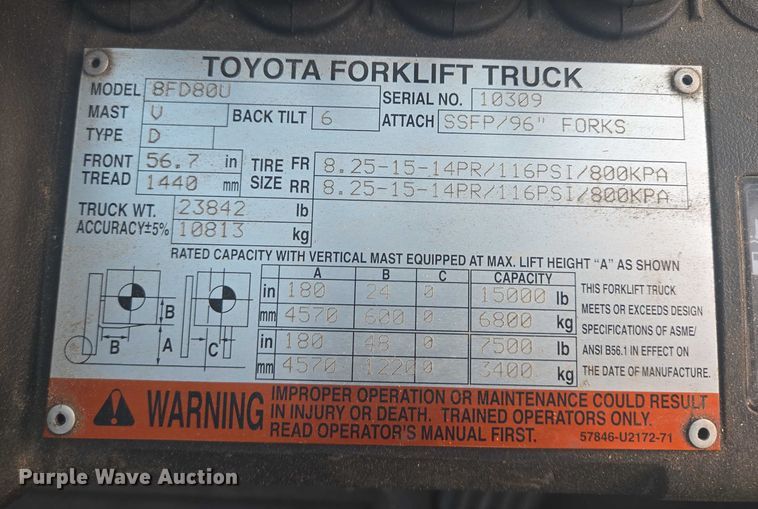 TOYOTA FORKLIFT TRUCK
MODEL 8FD80U SERIAL NO. 10309
MAST V BACK TILT 6 ATTACH SSFP/96" FORKS
TYPE D
FRONT TREAD 56.7 in TIRE SIZE FR 8.25-15-14PR/116PSI/800KPA
1440 mm RR 8.25-15-14PR/116PSI/800KPA
TRUCK WT. 23842 lb
ACCURACY±5% 10813 kg
RATED CAPACITY WITH VERTICAL MAST EQUIPPED AT MAX. LIFT HEIGHT "A" AS SHOWN
A B C CAPACITY
in 180 24 0 15000 lb
mm 4570 600 0 6800 kg
in 180 48 0 7500 lb
mm 4570 1220 0 3400 kg
B
B A C
THIS FORKLIFT TRUCK
MEETS OR EXCEEDS DESIGN
SPECIFICATIONS OF ASME/
ANSI B56.1 IN EFFECT ON
THE DATE OF MANUFACTURE.
WARNING
IMPROPER OPERATION OR MAINTENANCE COULD RESULT
IN INJURY OR DEATH. TRAINED OPERATORS ONLY.
READ OPERATOR'S MANUAL FIRST. 57846-U2172-71
Purple Wave Auction